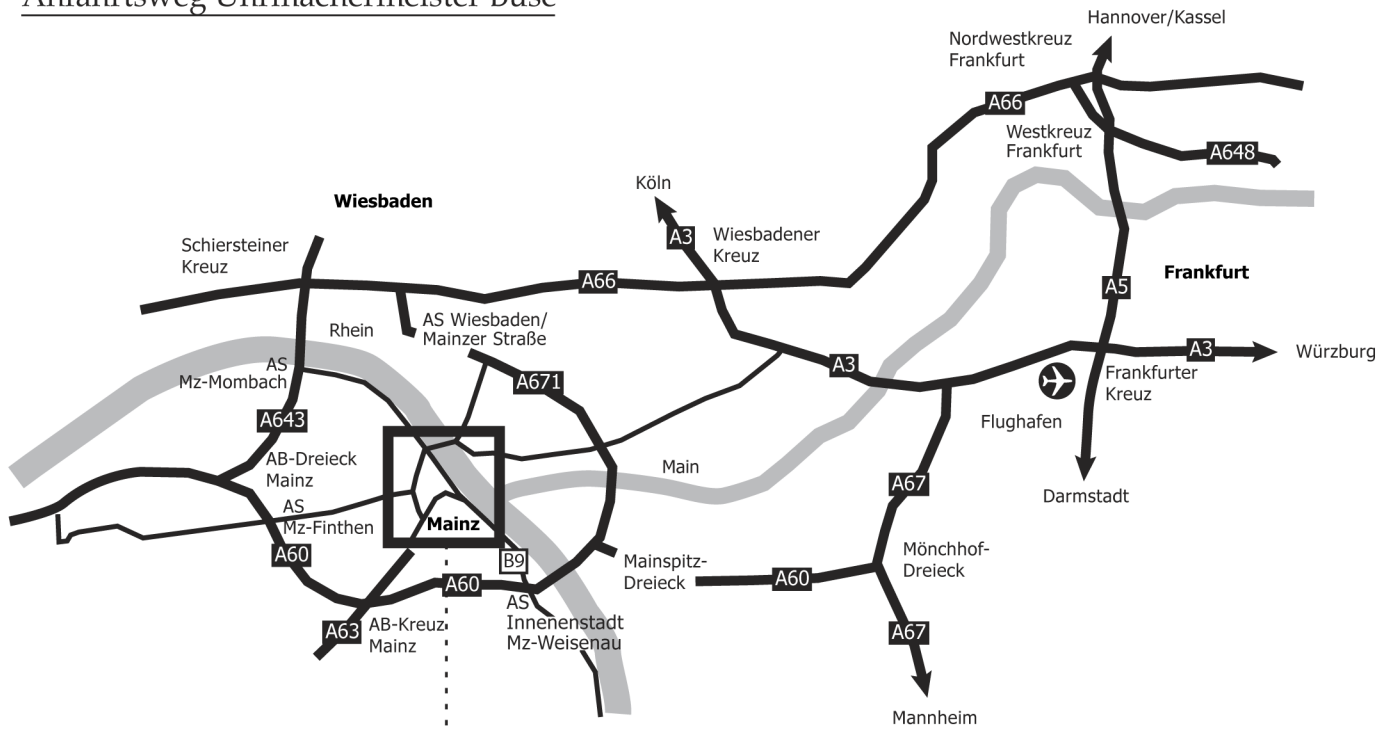 Anfahrtsweg Uhrmachermeister Buse
Hannover/Kassel
Nordwestkreuz
Frankfurt
A66
Westkreuz
Frankfurt
A648
Köln
Wiesbaden
A3
Wiesbadener
Kreuz
Schiersteiner
Kreuz
A66
Frankfurt
A5
Rhein
AS Wiesbaden/
Mainzer Straße
A3
A3
Würzburg
AS
Mz-Mombach
A671
Frankfurter
Kreuz
A643
Flughafen
AB-Dreieck
Mainz
Main
A67
Darmstadt
AS
Mz-Finthen
Mainz
A60
B9
Mainspitz-
Dreieck
Mönchhof-
Dreieck
A60
A60
AS
Innenenstadt
Mz-Weisenau
A63
AB-Kreuz
Mainz
A67
Mannheim